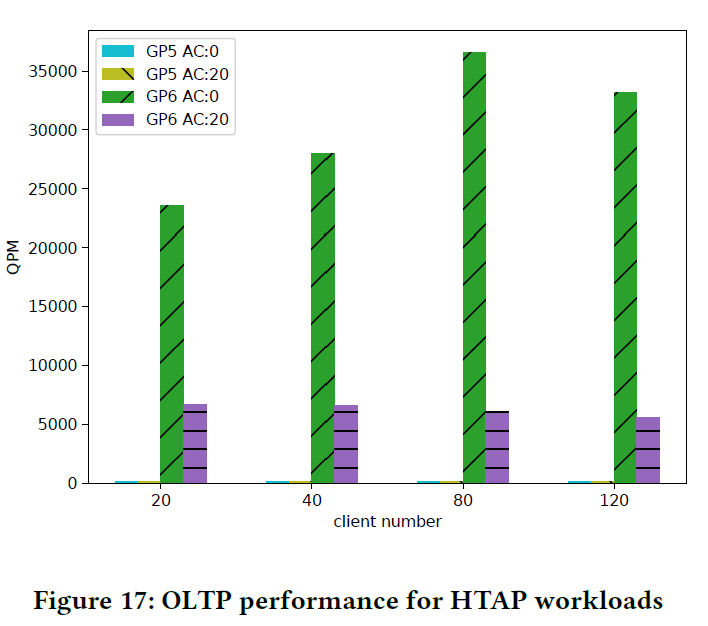 GP5 AC:0
GP5 AC:20
GP6 AC:0
GP6 AC:20
35000
30000
25000
20000
15000
10000
5000
0
QPM
20 40 80 120
client number
Figure 17: OLTP performance for HTAP workloads